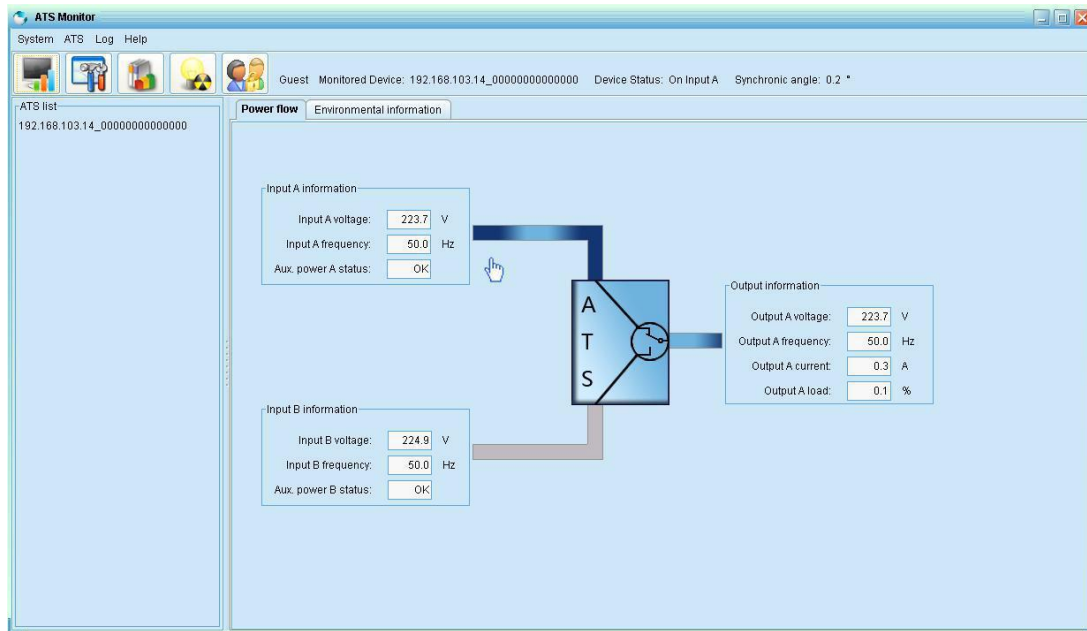 ATS Monitor
System ATS Log Help
Guest Monitored Device: 192.168.103.14_00000000000000 Device Status: On Input A Synchronic angle: 0.2 °
ATS list
192.168.103.14_00000000000000
Power flow Environmental information
Input A information
Input A voltage: 223.7 V
Input A frequency: 50.0 Hz
Aux. power A status: OK
A
T
S
Output information
Output A voltage: 223.7 V
Output A frequency: 50.0 Hz
Output A current: 0.3 A
Output A load: 0.1 %
Input B information
Input B voltage: 224.9 V
Input B frequency: 50.0 Hz
Aux. power B status: OK